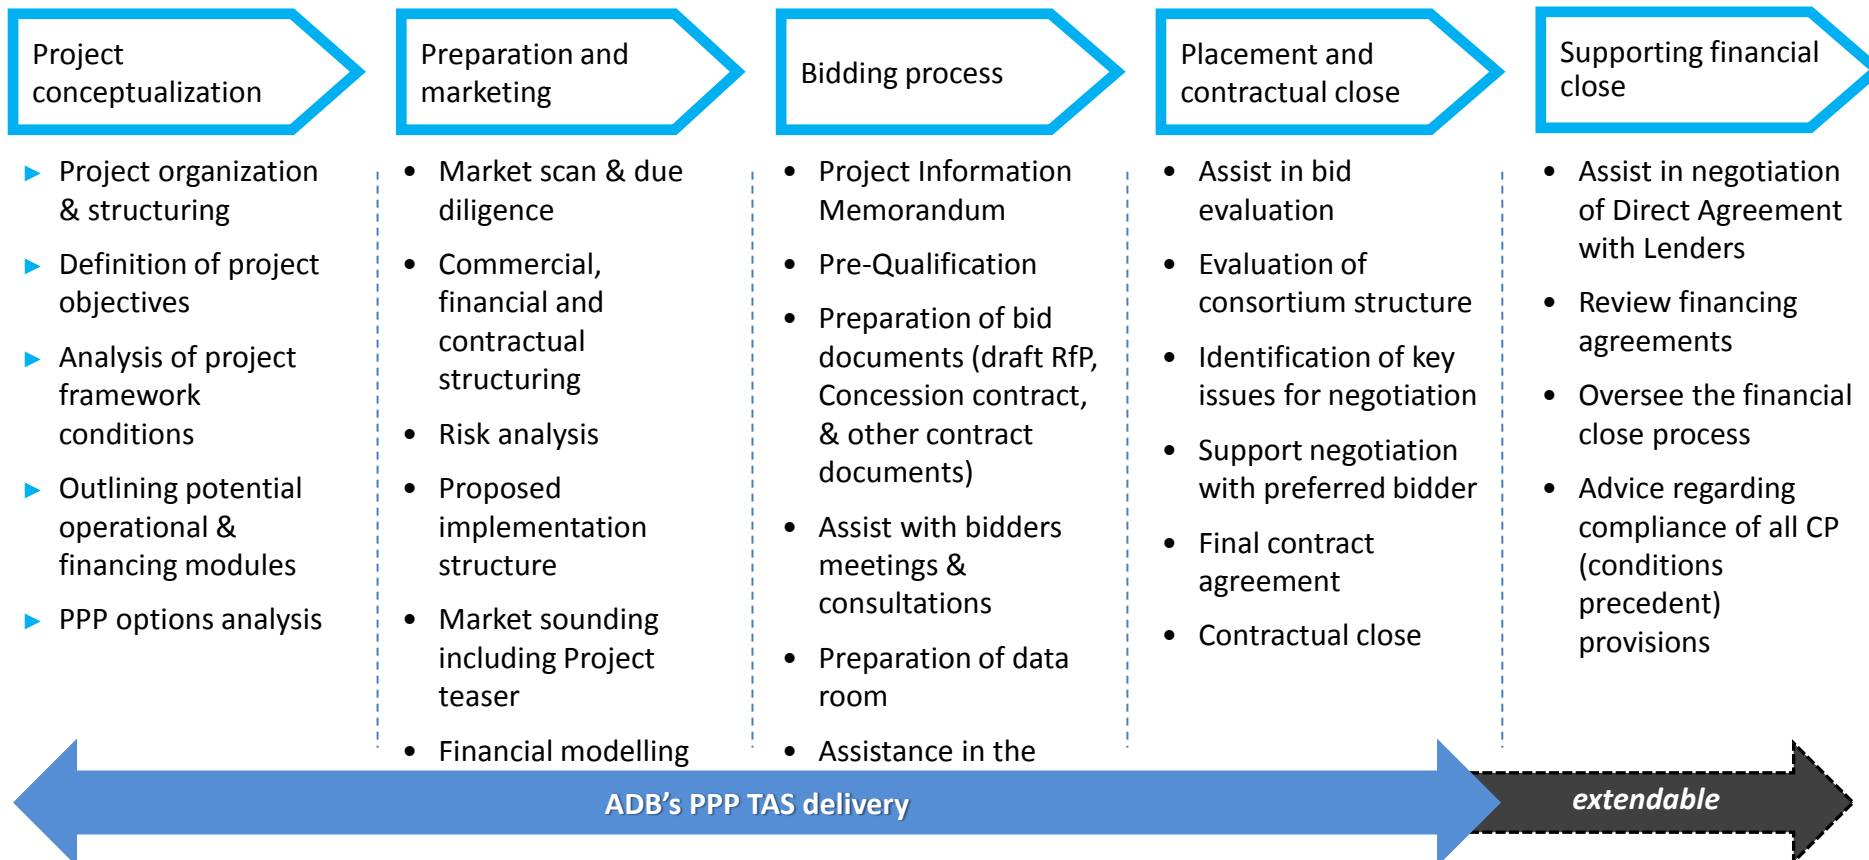 Project
conceptualization
Preparation and
marketing
Bidding process
Placement and
contractual close
Supporting financial
close
► Project organization
& structuring
► Definition of project
objectives
► Analysis of project
framework
conditions
► Outlining potential
operational &
financing modules
► PPP options analysis
• Market scan & due
diligence
• Commercial,
financial and
contractual
structuring
• Risk analysis
• Proposed
implementation
structure
• Market sounding
including Project
teaser
• Financial modelling
• Project Information
Memorandum
• Pre-Qualification
• Preparation of bid
documents (draft RfP,
Concession contract,
& other contract
documents)
• Assist with bidders
meetings &
consultations
• Preparation of data
room
• Assistance in the
• Assist in bid
evaluation
• Evaluation of
consortium structure
• Identification of key
issues for negotiation
• Support negotiation
with preferred bidder
• Final contract
agreement
• Contractual close
• Assist in negotiation
of Direct Agreement
with Lenders
• Review financing
agreements
• Oversee the financial
close process
• Advice regarding
compliance of all CP
(conditions
precedent)
provisions
ADB's PPP TAS delivery
extendable